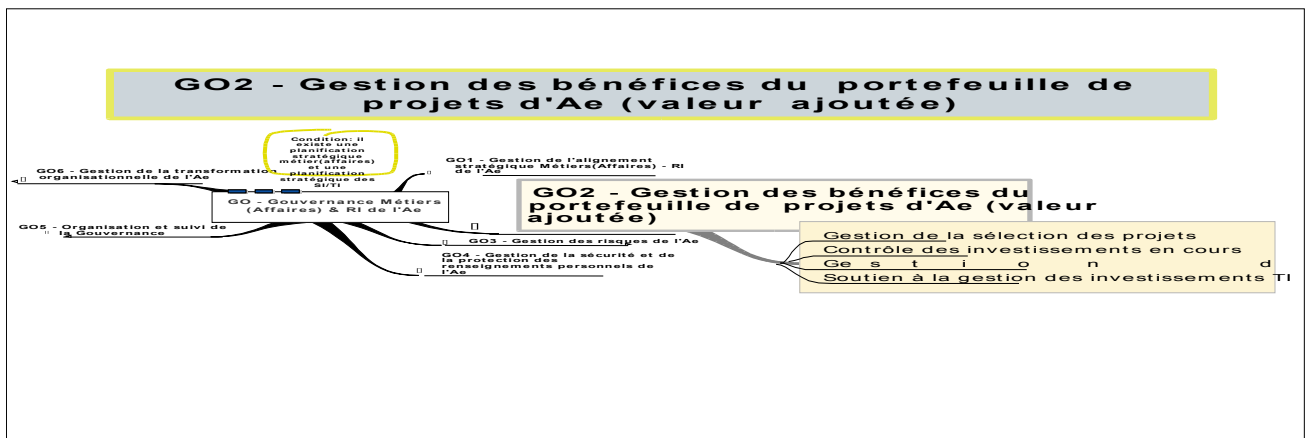 GO2 - Gestion des bénéfices du portefeuille de
projets d'Ae (valeur ajoutée)
Condition: il
existe une
planification
stratégique
métier(affaires)
et une
planification
stratégique des
SI/TI
GO6 - Gestion de la transformation
organisationnelle de l'Ae
GO - Gouvernance Métiers
(Affaires) & RI de l'Ae
GO5 - Organisation et suivi de
la Gouvernance
GO1 - Gestion de l'alignement
stratégique Métiers(Affaires) - RI
de l'Ae
GO2 - Gestion des bénéfices du
portefeuille de projets d'Ae (valeur
ajoutée)
GO3 - Gestion des risques de l'Ae
GO4 - Gestion de la sécurité et de
la protection des
renseignements personnels de
l'Ae
Gestion de la sélection des projets
Contrôle des investissements en cours
Gestion d
Soutien à la gestion des investissements TI